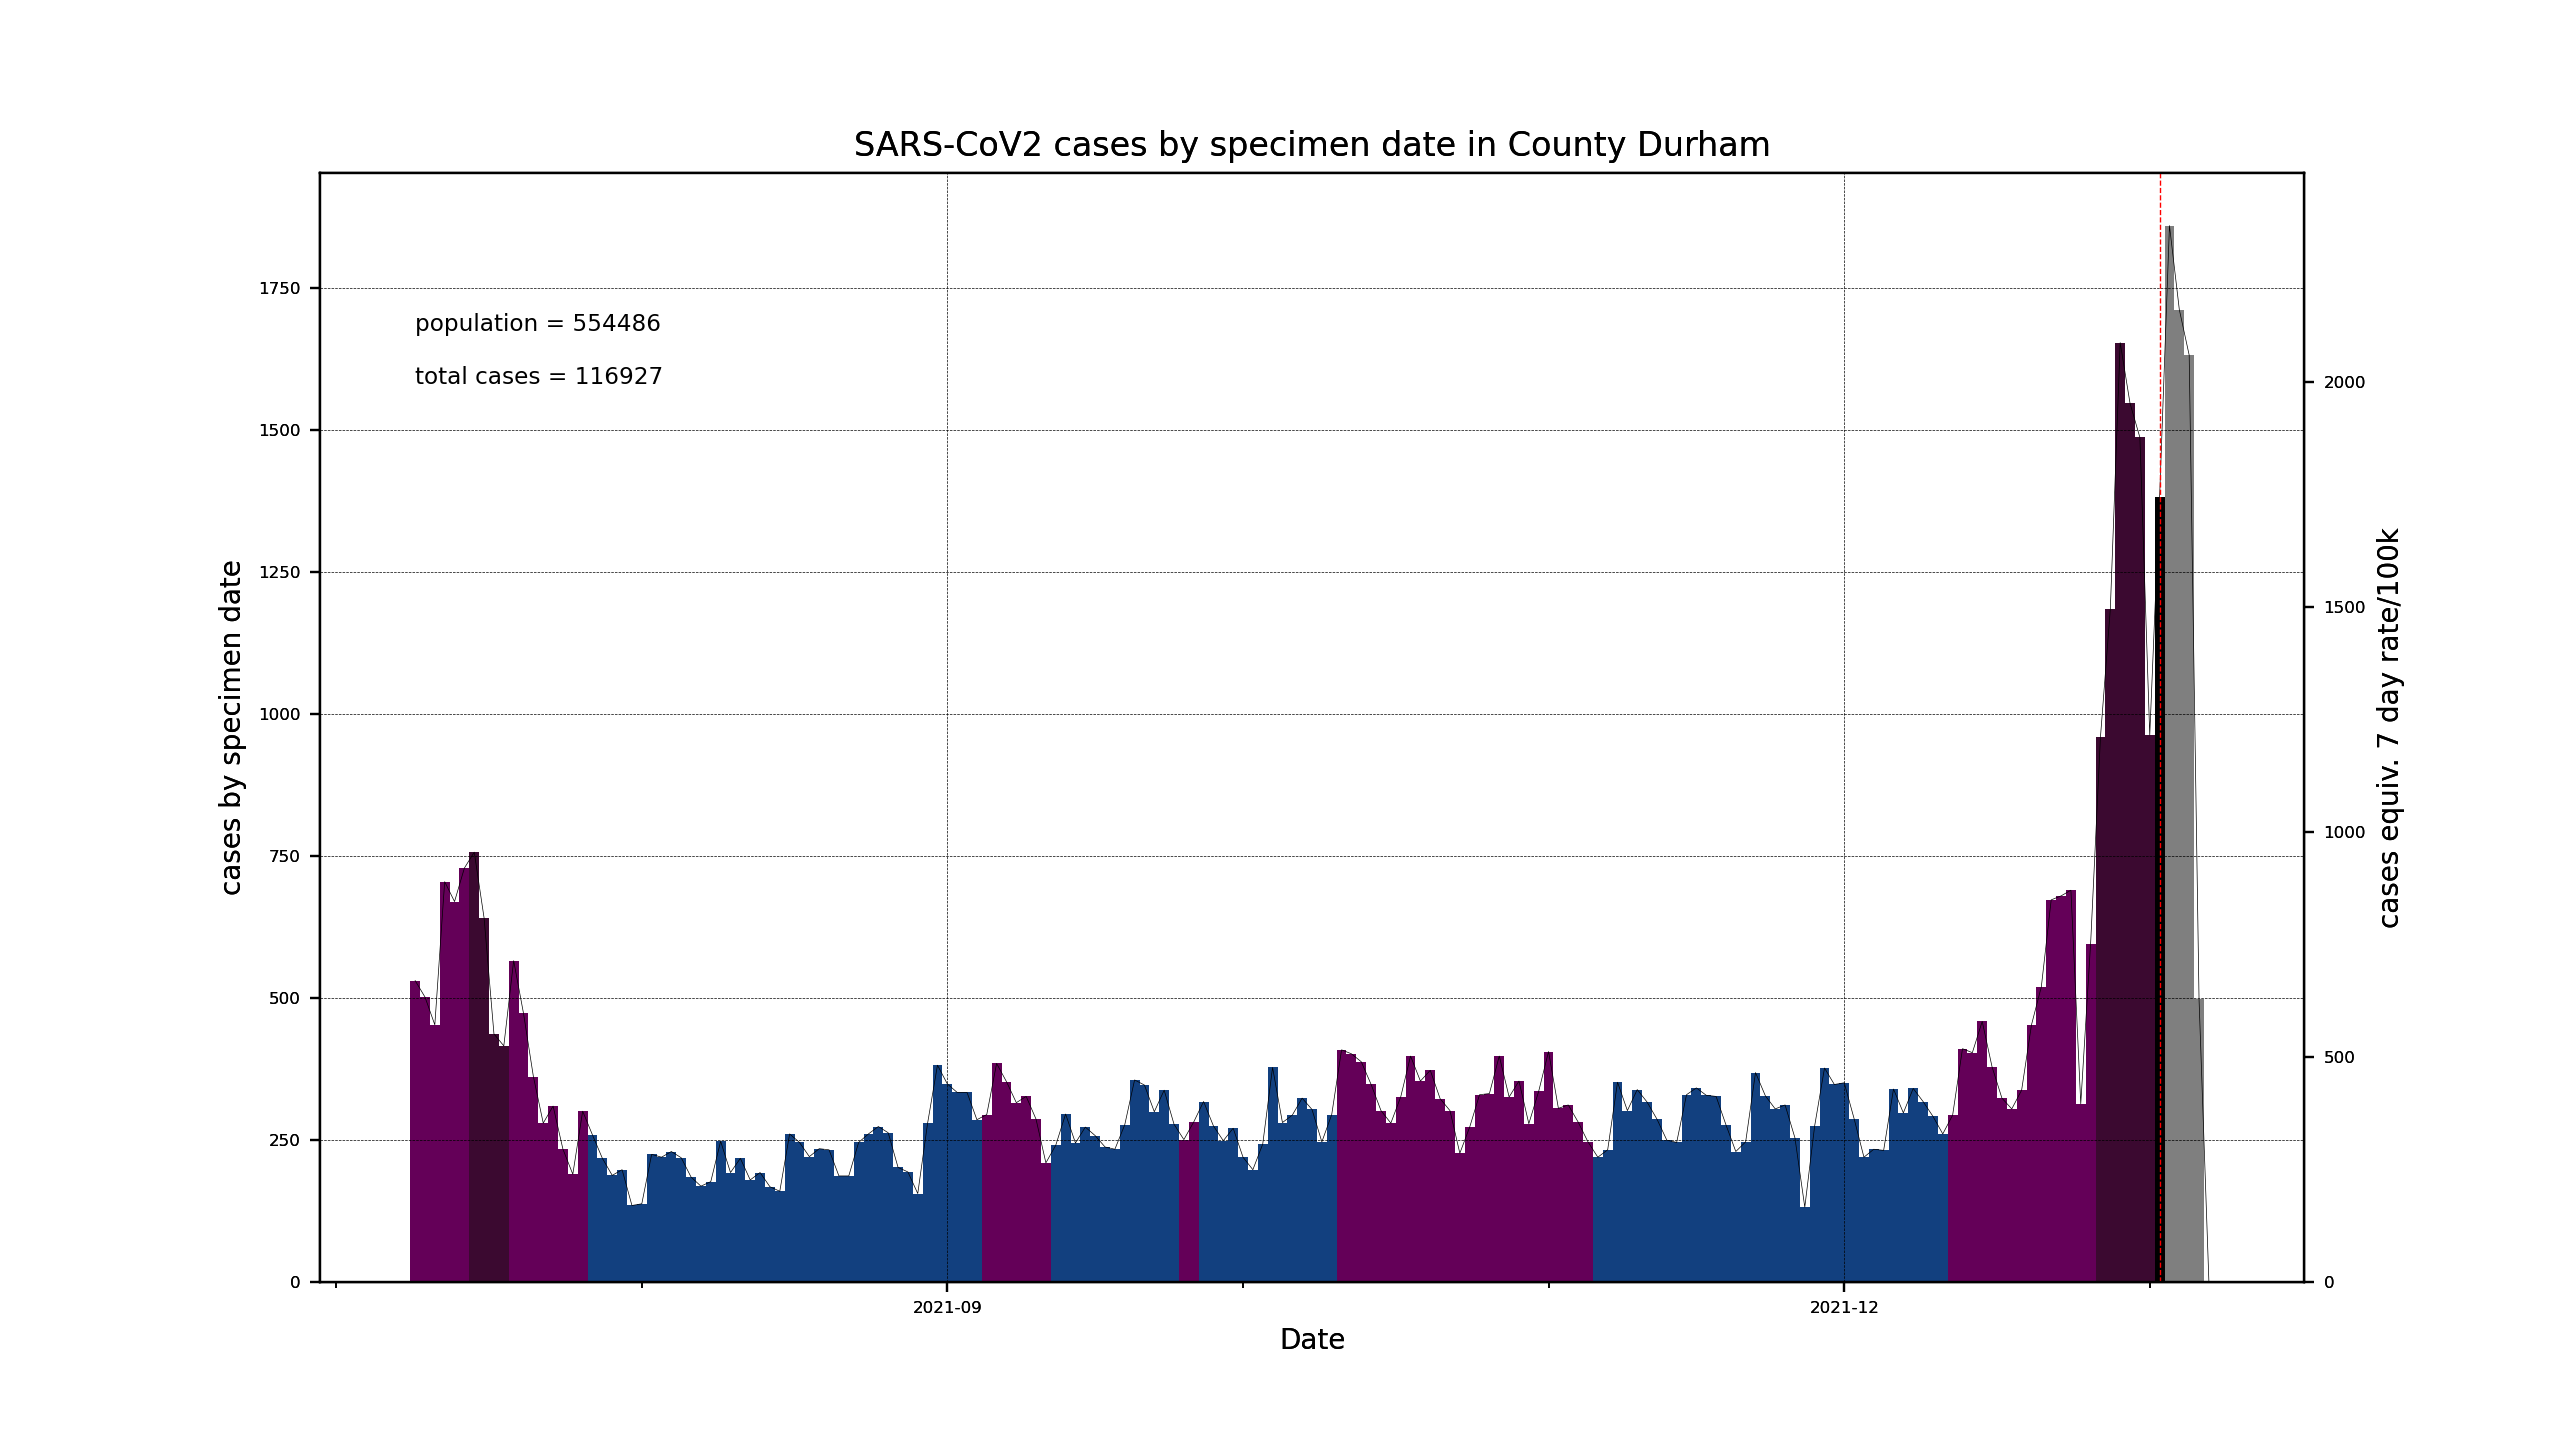 SARS-CoV2 cases by specimen date in County Durham
population = 554486
total cases = 116927
cases by specimen date
1750
1500
1250
1000
750
500
250
0
2000
1500
1000
500
0
cases equiv. 7 day rate/100k
2021-09
2021-12
Date